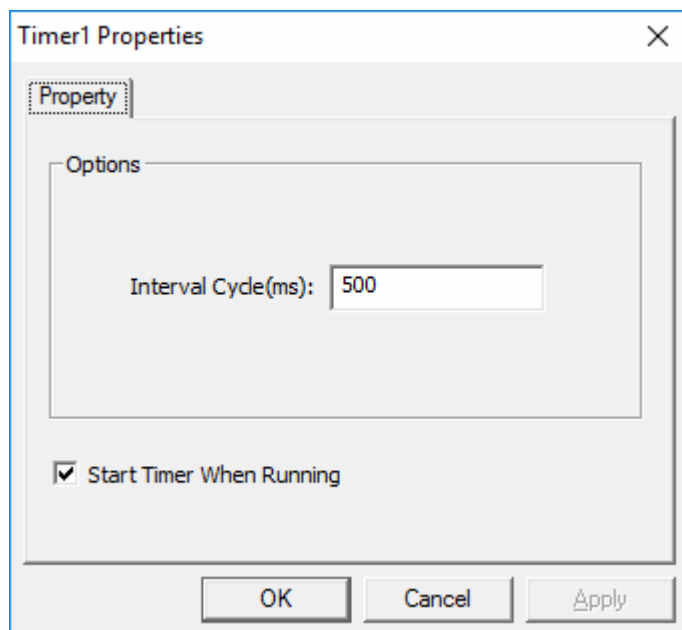 Timer1 Properties
Property
Options
Interval Cycle(ms): 500
Start Timer When Running
OK Cancel Apply